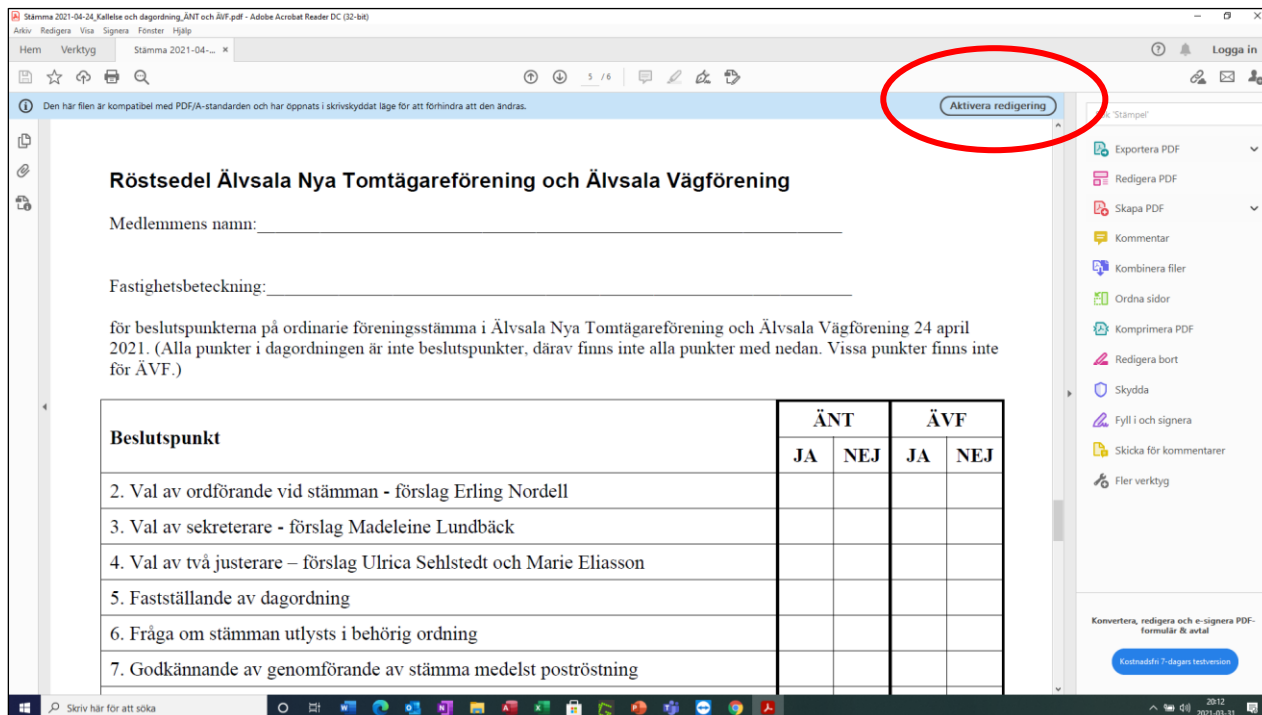 Stämma 2021-04-24_Kallelse och dagordning_ÄNT och ÄVF.pdf - Adobe Acrobat Reader DC (32-bit)
Arkiv Redigera Visa Signera Fönster Hjälp
Hem Verktyg Stämma 2021-04-... × Logga in
5 / 6
Den här filen är kompatibel med PDF/A-standarden och har öppnats i skrivskyddat läge för att förhindra att den ändras. Aktivera redigering
'Stämpel'
Exportera PDF
Redigera PDF
Skapa PDF
Kommentar
Kombinera filer
Ordna sidor
Komprimera PDF
Redigera bort
Skydda
Fyll i och signera
Skicka för kommentarer
Fler verktyg
Konvertera, redigera och e-signera PDF-
formulär & avtal
Kostnadsfri 7-dagars testversion
Röstsedel Älvsala Nya Tomtägareförening och Älvsala Vägförening
Medlemmens namn:
Fastighetsbeteckning:
för beslutspunkterna på ordinarie föreningsstämma i Älvsala Nya Tomtägareförening och Älvsala Vägförening 24 april
2021. (Alla punkter i dagordningen är inte beslutspunkter, därav finns inte alla punkter med nedan. Vissa punkter finns inte
för ÄVF.)
Beslutspunkt ÄNT ÄVF
JA NEJ JA NEJ
2. Val av ordförande vid stämman - förslag Erling Nordell
3. Val av sekreterare - förslag Madeleine Lundbäck
4. Val av två justerare – förslag Ulrica Sehlstedt och Marie Eliasson
5. Fastställande av dagordning
6. Fråga om stämman utlysts i behörig ordning
7. Godkännande av genomförande av stämma medelst poströstning
Skriv här för att söka
20:12
2021-03-31